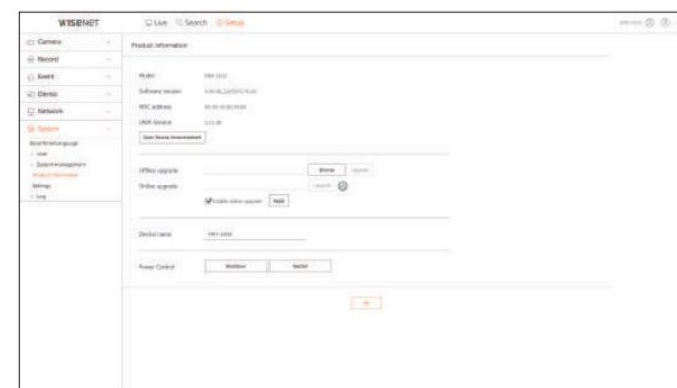 WISENET
Live Search Setup
Camera
Record
Event
Device
Network
System
User
System management
Product information
Settings
Log
Product information
Model
Software version
MAC address
Open Source Announcement
Offline upgrade
Browse Upgrade
Online upgrade
Upgrade
Enable online upgrade Apply
Device name
Power Control
Shutdown Restart
OK